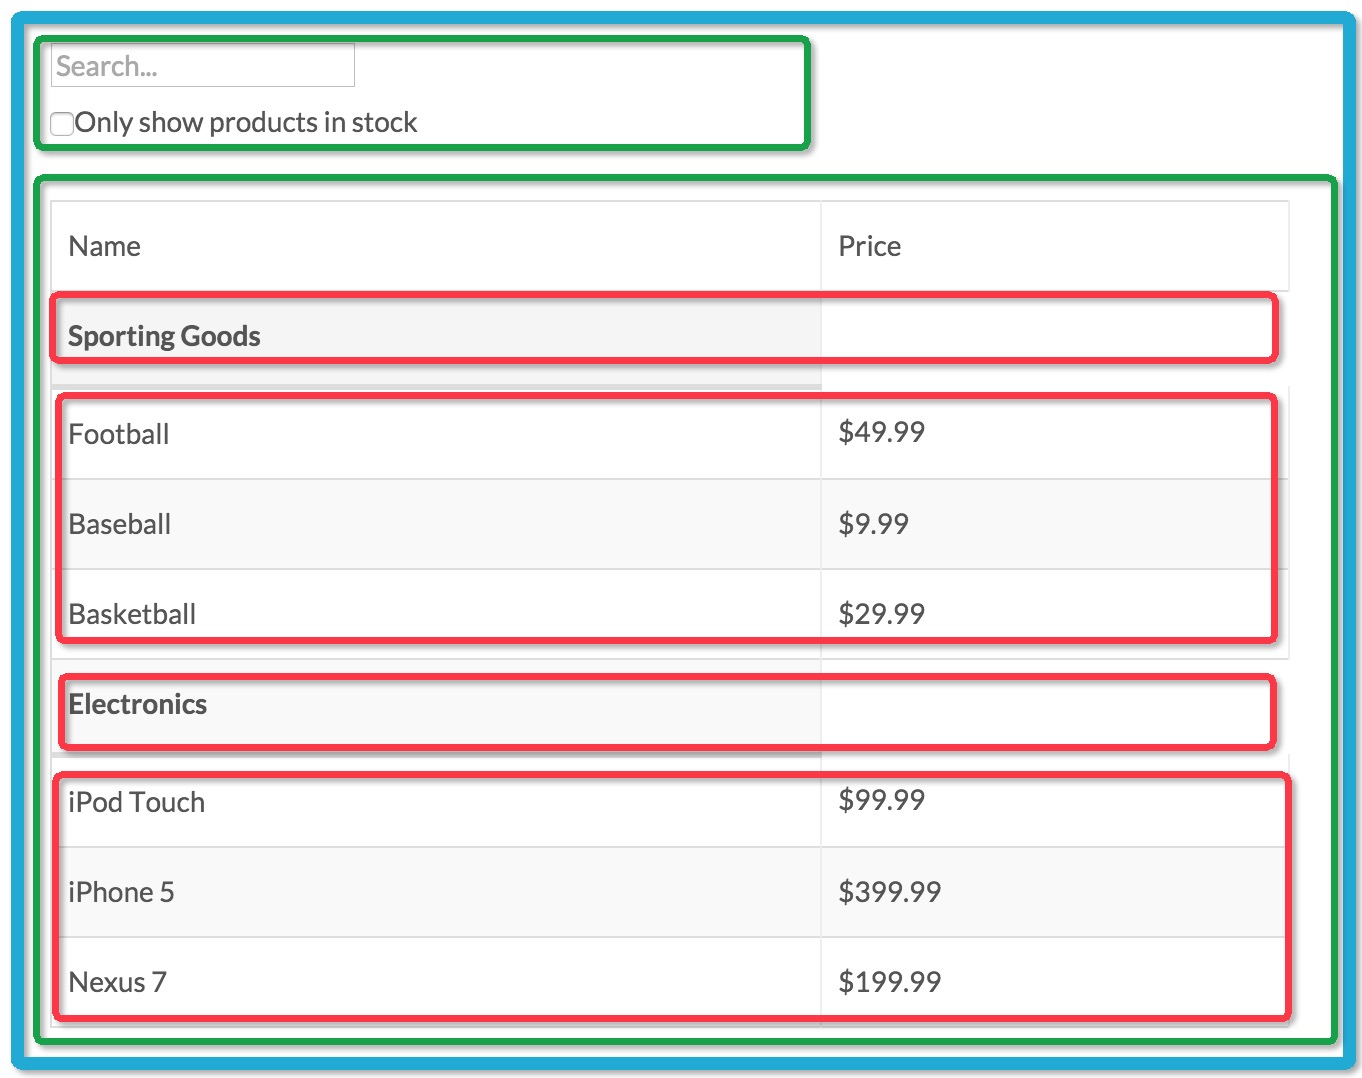 Search...
Only show products in stock
Name Price
Sporting Goods
Football $49.99
Baseball $9.99
Basketball $29.99
Electronics
iPod Touch $99.99
iPhone 5 $399.99
Nexus 7 $199.99